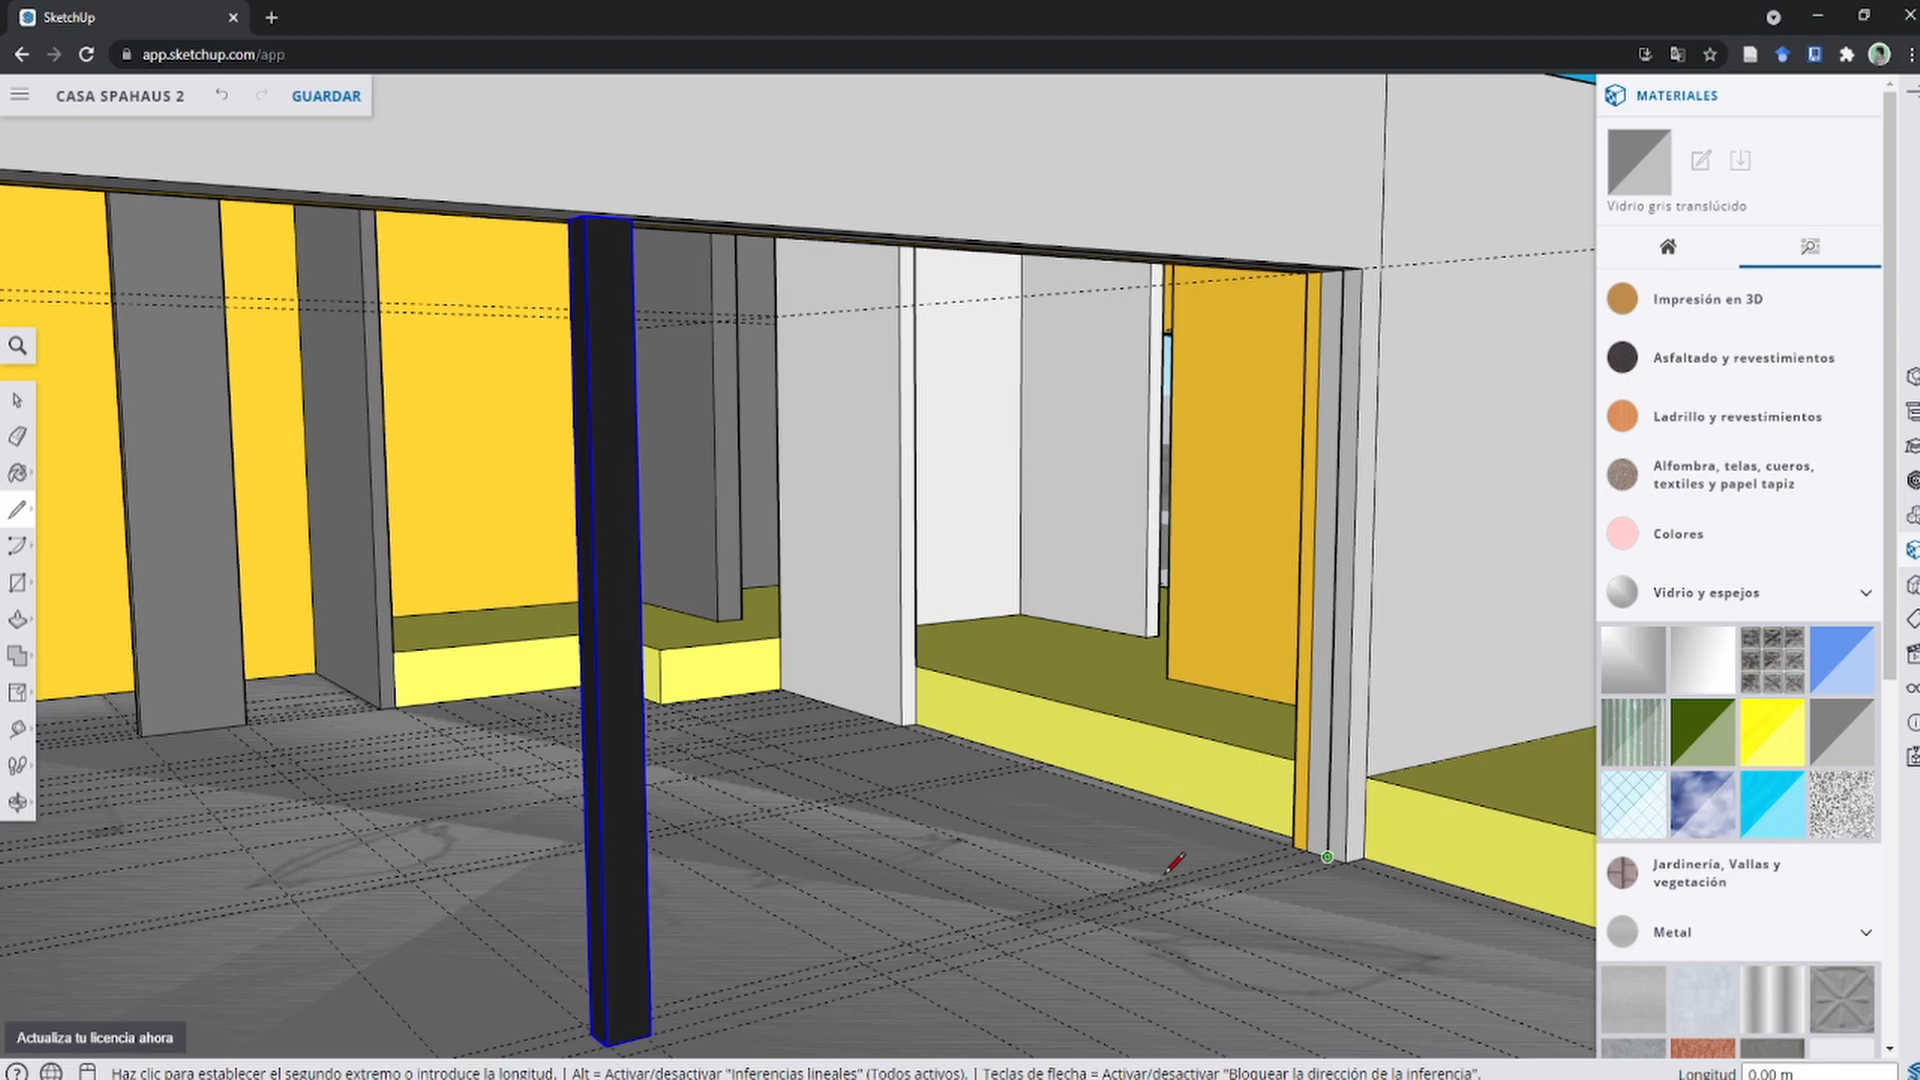 SketchUp
app.sketchup.com/app
CASA SPAHAUS 2
GUARDAR
MATERIALES
Vidrio gris translúcido
Impresión en 3D
Asfaltado y revestimientos
Ladrillo y revestimientos
Alfombra, telas, cueros,
textiles y papel tapiz
Colores
Vidrio y espejos
Jardinería, Vallas y
vegetación
Metal
Actualiza tu licencia ahora
Haz clic para establecer el segundo extremo o introduce la longitud. | Alt = Activar/desactivar "Inferencias lineales" (Todos activos). | Teclas de flecha = Activar/desactivar "Bloquear la dirección de la inferencia".
Longitud 0.00 m